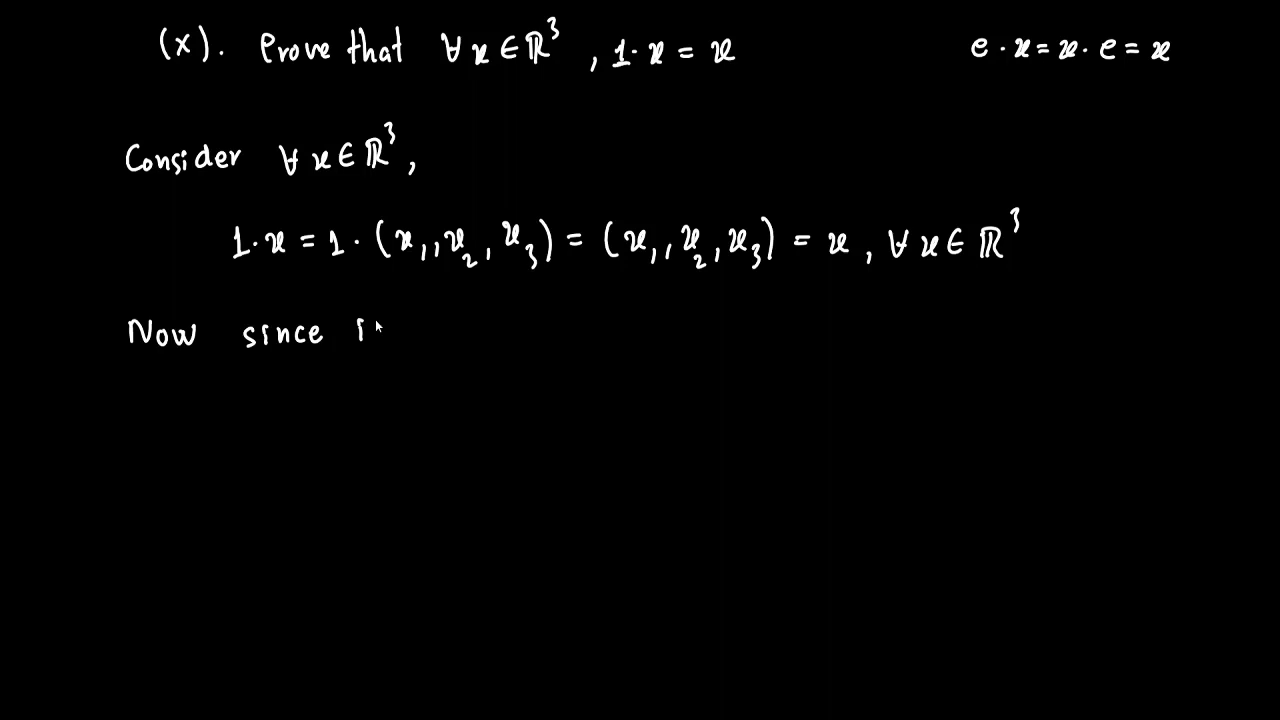 (x). Prove that ∀ x ∈ ℝ³ , 1· x = x    e · x = x · e = x
Consider ∀ x ∈ ℝ³ ,
1· x = 1 · (x₁, x₂, x₃) = (x₁, x₂, x₃) = x , ∀ x ∈ ℝ³
Now since i